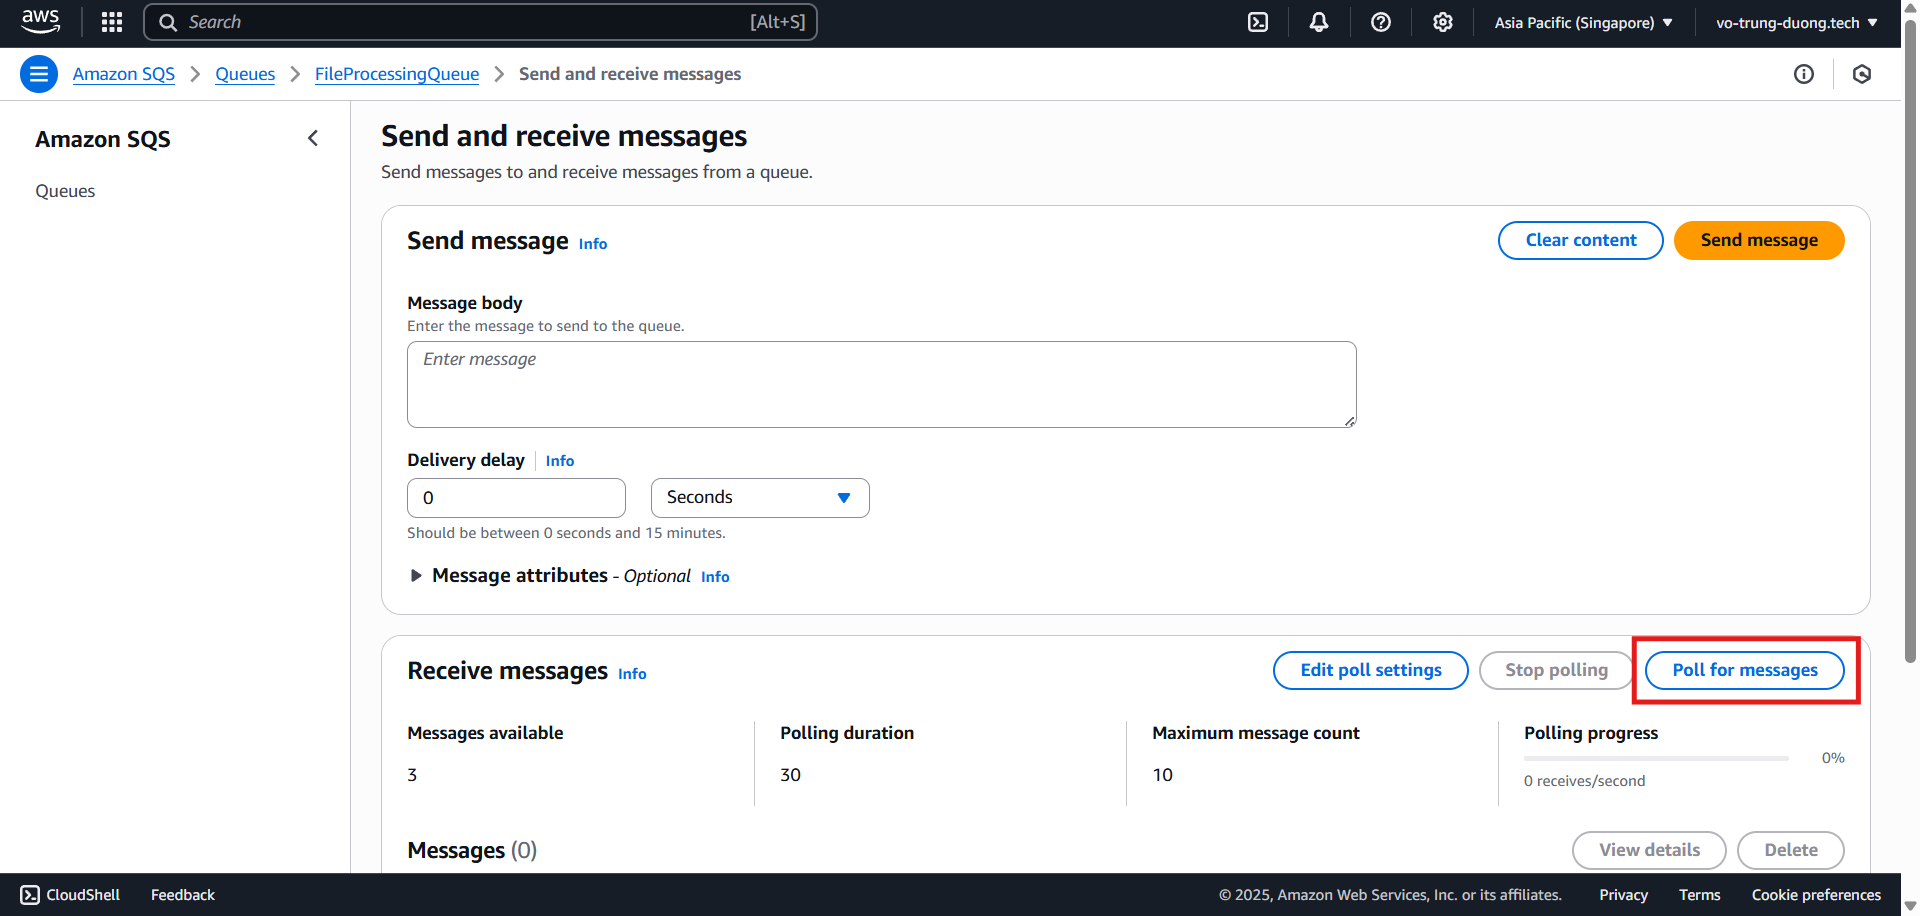 aws
Search [Alt+S]
Asia Pacific (Singapore)
vo-trung-duong.tech
Amazon SQS
Queues
FileProcessingQueue
Send and receive messages
Amazon SQS
Queues
Send and receive messages
Send messages to and receive messages from a queue.
Send message Info
Clear content
Send message
Message body
Enter the message to send to the queue.
Enter message
Delivery delay Info
0
Seconds
Should be between 0 seconds and 15 minutes.
Message attributes - Optional Info
Receive messages Info
Edit poll settings
Stop polling
Poll for messages
Messages available
3
Polling duration
30
Maximum message count
10
Polling progress
0%
0 receives/second
Messages (0)
View details
Delete
CloudShell
Feedback
© 2025, Amazon Web Services, Inc. or its affiliates.
Privacy
Terms
Cookie preferences